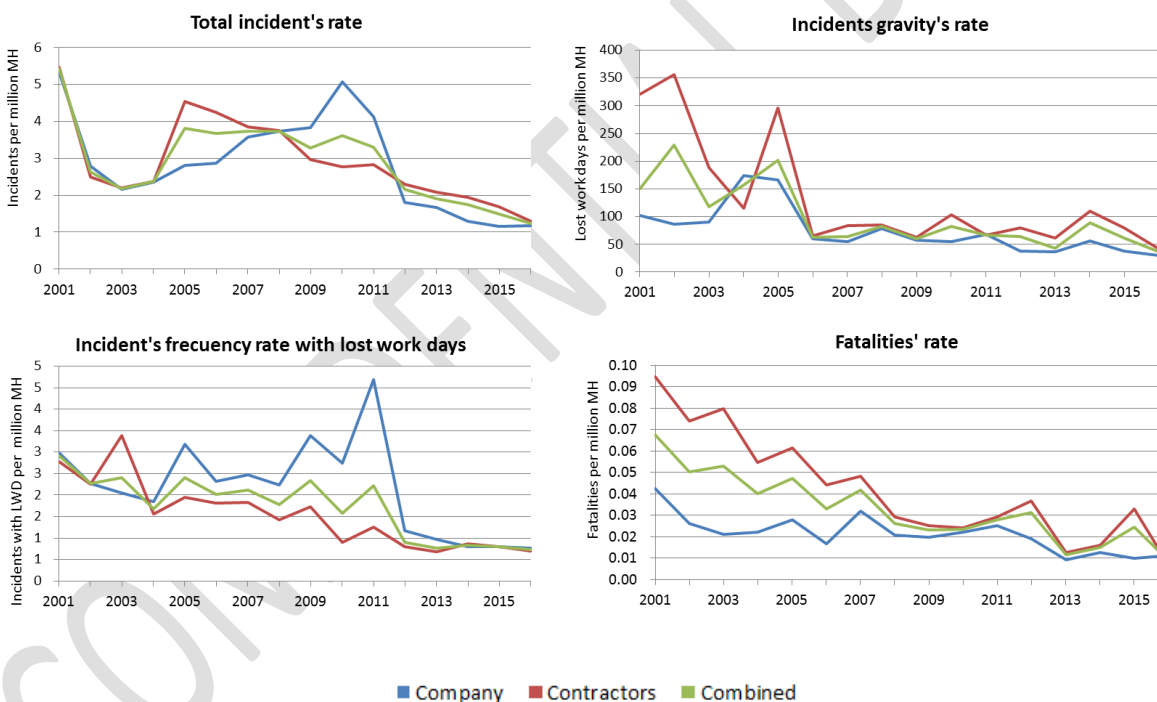 Total incident's rate
Incidents per million MH
6
5
4
3
2
1
0
2001 2003 2005 2007 2009 2011 2013 2015
Incidents gravity's rate
Lost work days per million MH
400
350
300
250
200
150
100
50
0
2001 2003 2005 2007 2009 2011 2013 2015
Incident's frecuency rate with lost work days
Incidents with LWD per million MH
5
5
4
4
3
3
2
2
1
1
0
2001 2003 2005 2007 2009 2011 2013 2015
Fatalities' rate
Fatalities per million MH
0.10
0.09
0.08
0.07
0.06
0.05
0.04
0.03
0.02
0.01
0.00
2001 2003 2005 2007 2009 2011 2013 2015
Company Contractors Combined